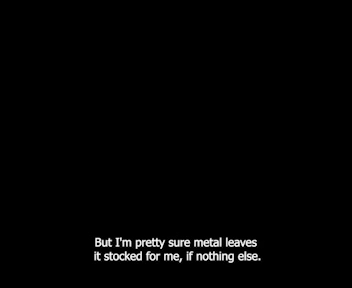 But I'm pretty sure metal leaves
it stocked for me, if nothing else.